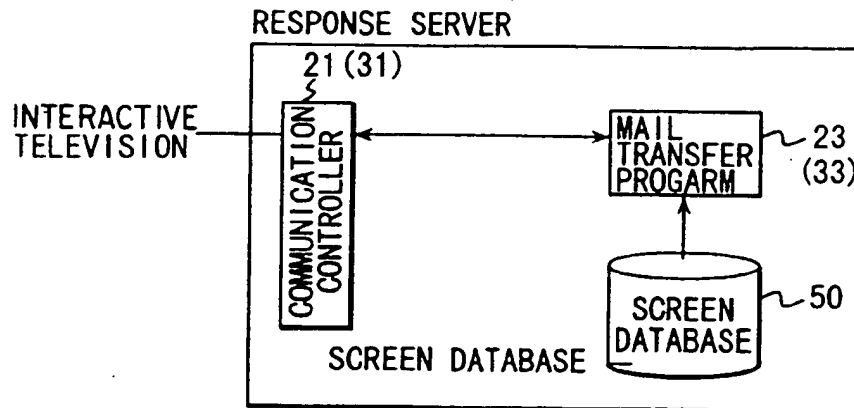 RESPONSE SERVER
21(31)
INTERACTIVE
TELEVISION
COMMUNICATION
CONTROLLER
MAIL
TRANSFER
PROGARM
23
(33)
SCREEN
DATABASE
50
SCREEN DATABASE